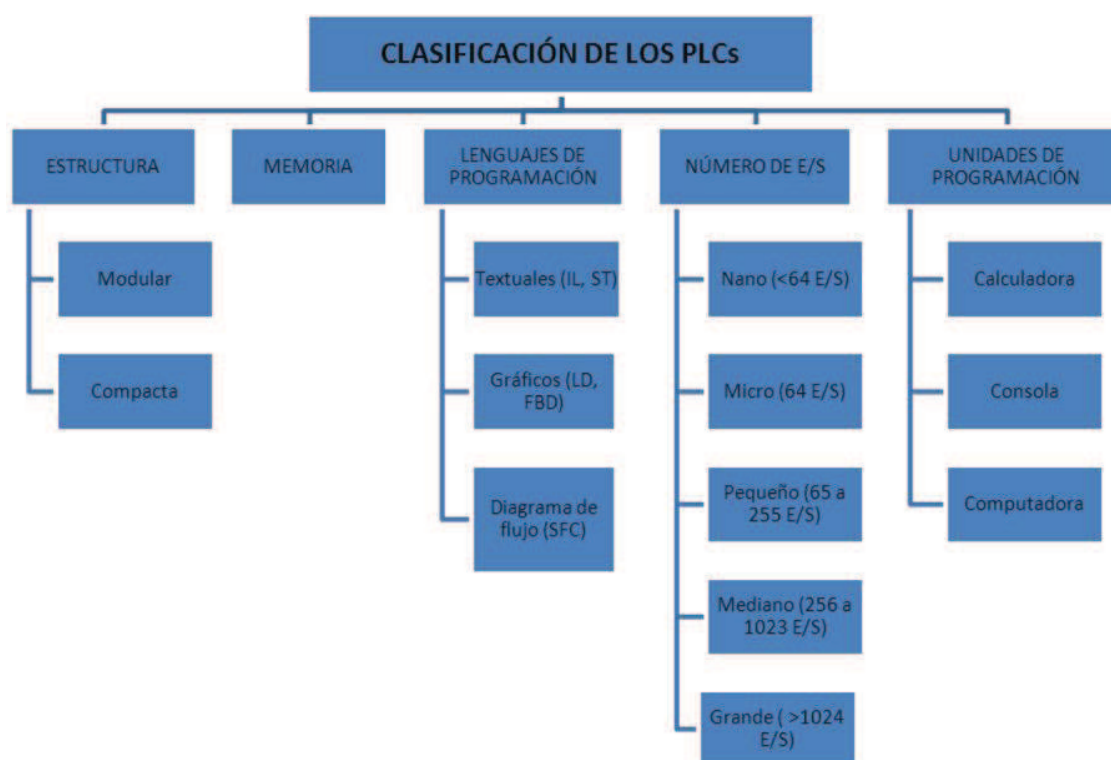 CLASIFICACIÓN DE LOS PLCs
ESTRUCTURA
Modular
Compacta
MEMORIA
LENGUAJES DE
PROGRAMACIÓN
Textuales (IL, ST)
Gráficos (LD,
FBD)
Diagrama de
flujo (SFC)
NÚMERO DE E/S
Nano (<64 E/S)
Micro (64 E/S)
Pequeño (65 a
255 E/S)
Mediano (256 a
1023 E/S)
Grande ( >1024
E/S)
UNIDADES DE
PROGRAMACIÓN
Calculadora
Consola
Computadora